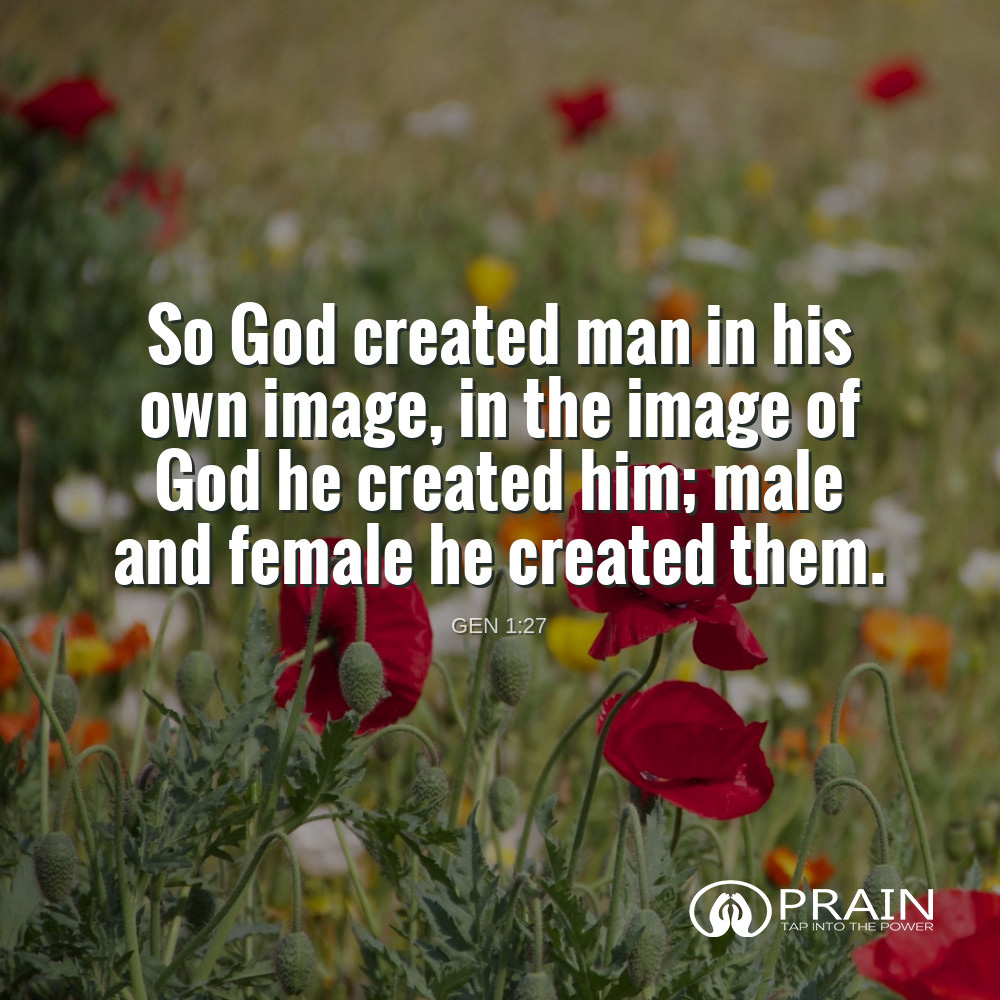 So God created man in his
own image, in the image of
God he created him; male
and female he created them.
GEN 1:27
PRAIN
TAP INTO THE POWER